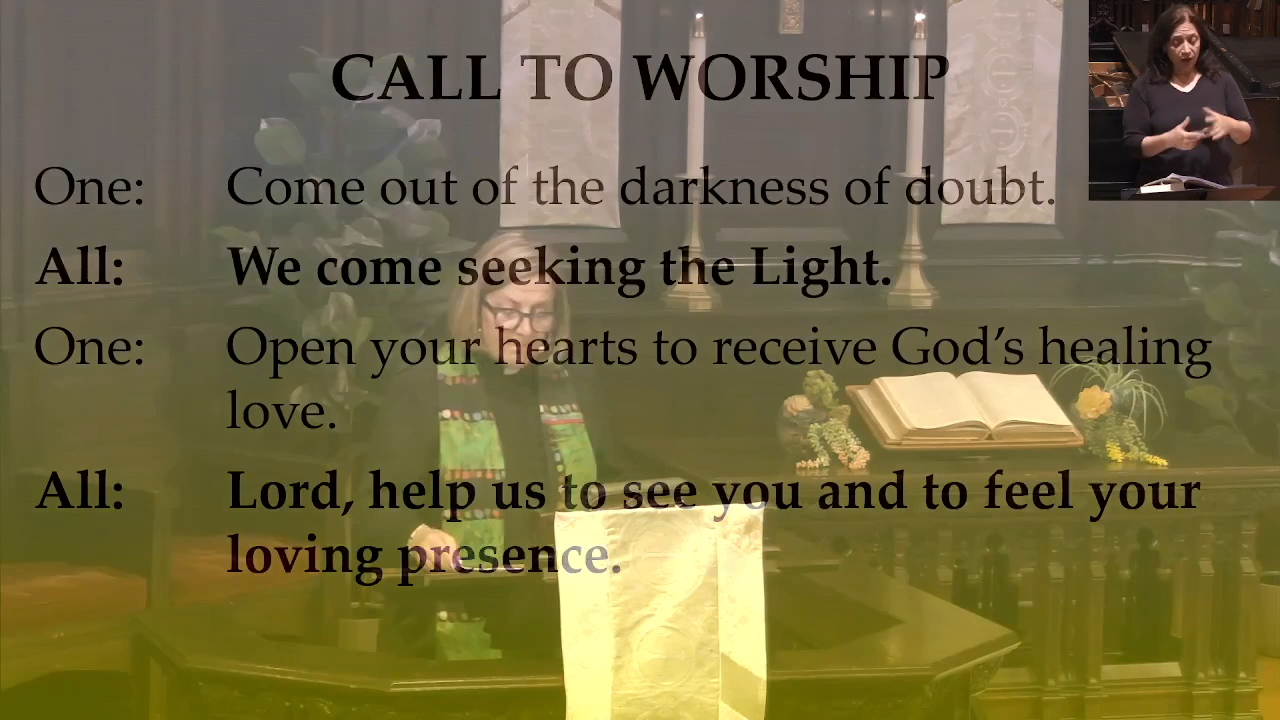 CALL TO WORSHIP
One: Come out of the darkness of doubt.
All: We come seeking the Light.
One: Open your hearts to receive God’s healing
love.
All: Lord, help us to see you and to feel your
loving presence.